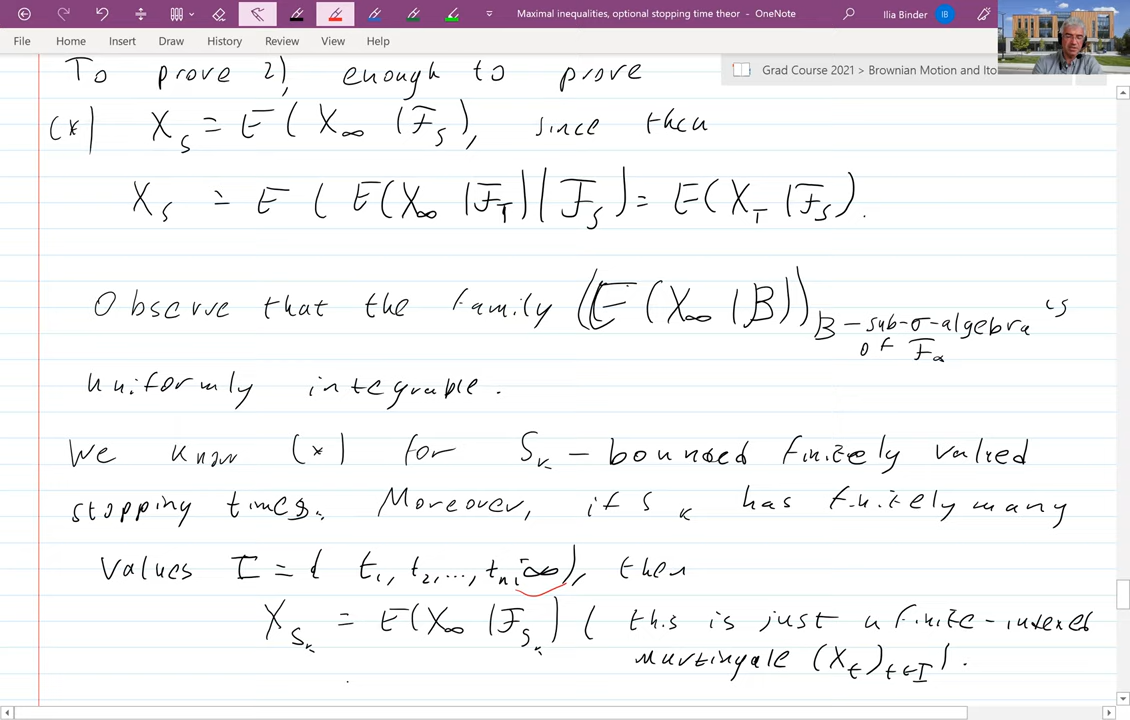 Maximal inequalities, optional stopping time theor - OneNote
Ilia Binder IB
File Home Insert Draw History Review View Help
Grad Course 2021 > Brownian Motion and Ito
To prove 2), enough to prove
(*) X_S = E(X_∞ | F_S), since then
X_S = E(E(X_∞ | F_T) | F_S) = E(X_T | F_S).
Observe that the family (E(X_∞ | B))_{B - sub-σ-algebra of F_∞} is
uniformly integrable.
We know (*) for S_k - bounded finitely valued
stopping times. Moreover, if S_k has finitely many
values I = { t_1, t_2, ..., t_n, ∞), then
X_{S_k} = E(X_∞ | F_{S_k}) ( this is just a finite-indexed
martingale (X_t)_{t∈I}).